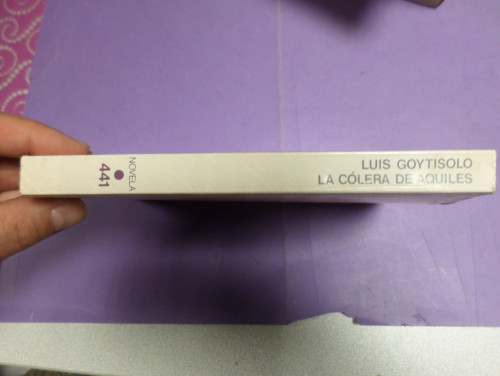 LUIS GOYTISOLO
LA CÓLERA DE AQUILES
NOVELA
441